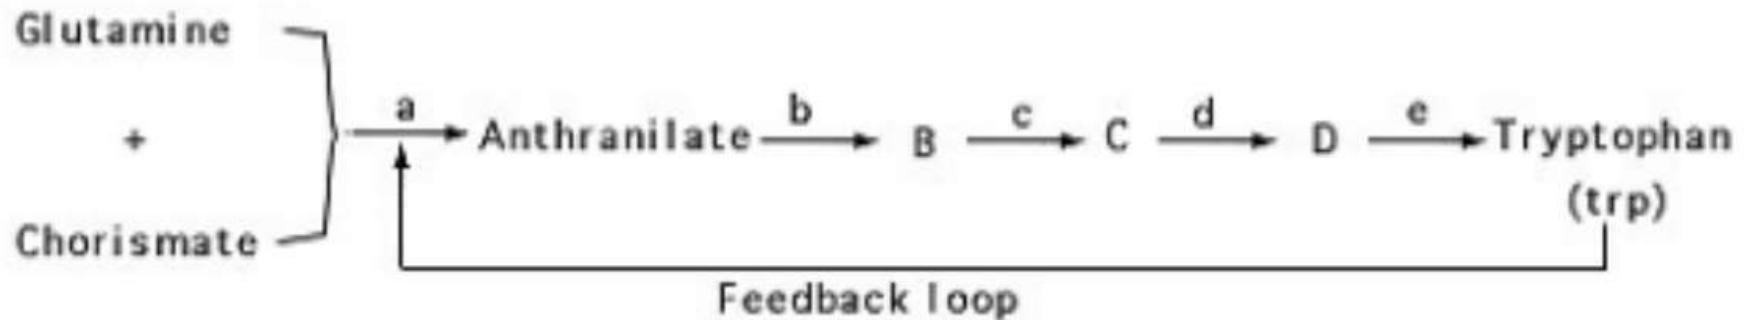 Glutamine
+
Chorismate
a
Anthranilate
b
B
c
C
d
D
e
Tryptophan
(trp)
Feedback loop